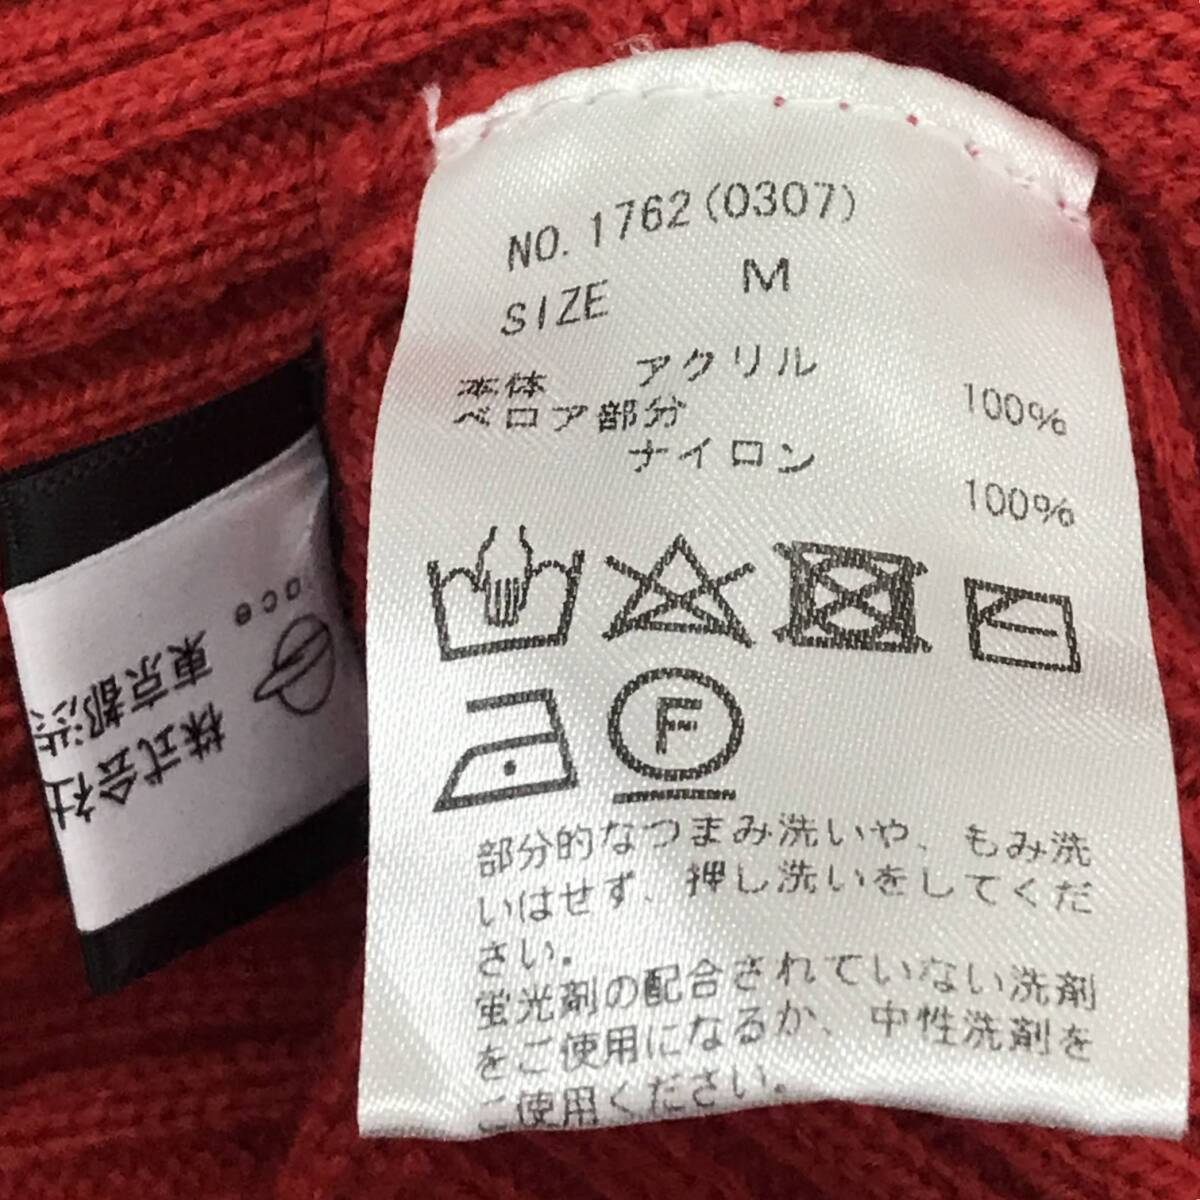 NO. 1762(0307)
SIZE M
本体 アクリル 100%
ベロア部分
ナイロン 100%
F
部分的なつまみ洗いや、もみ洗
いはせず、押し洗いをしてくだ
さい。
蛍光剤の配合されていない洗剤
をご使用になるか、中性洗剤を
ご使用ください。
株式会社
東京都渋